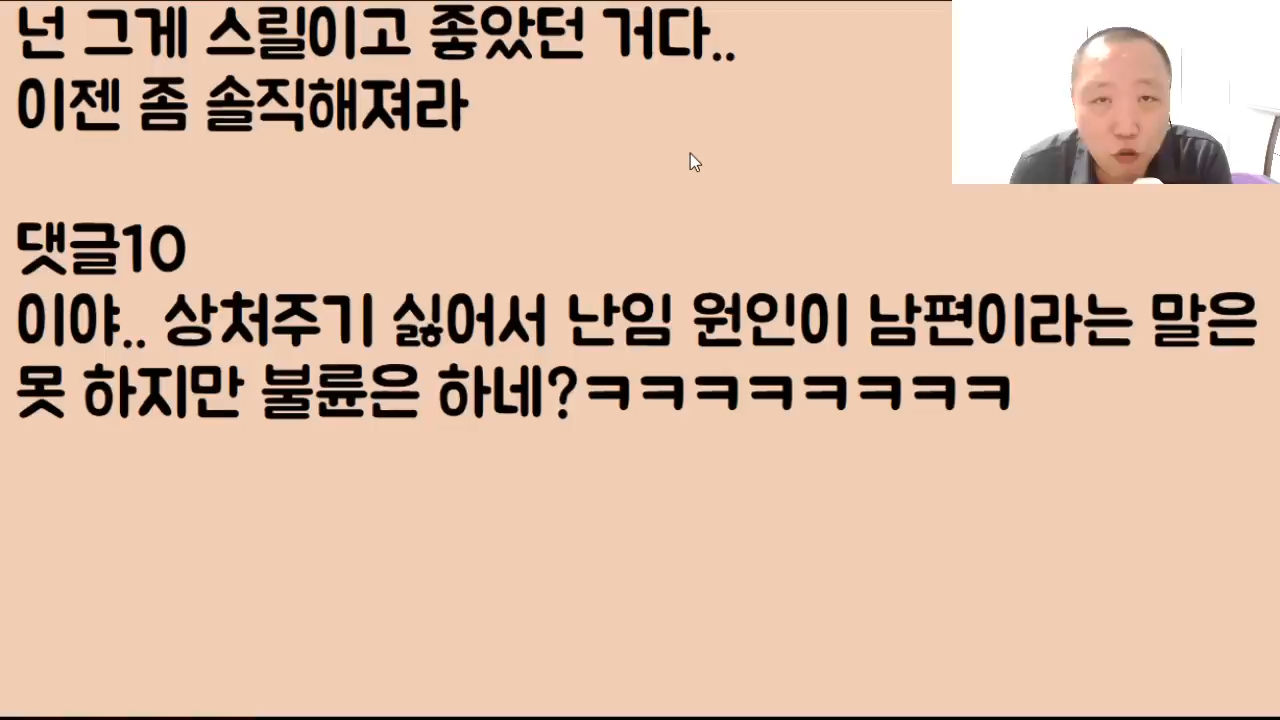 넌 그게 스릴이고 좋았던 거다..
이젠 좀 솔직해져라
댓글10
이야.. 상처주기 싫어서 난임 원인이 남편이라는 말은
못 하지만 불륜은 하네?ㅋㅋㅋㅋㅋㅋㅋㅋ